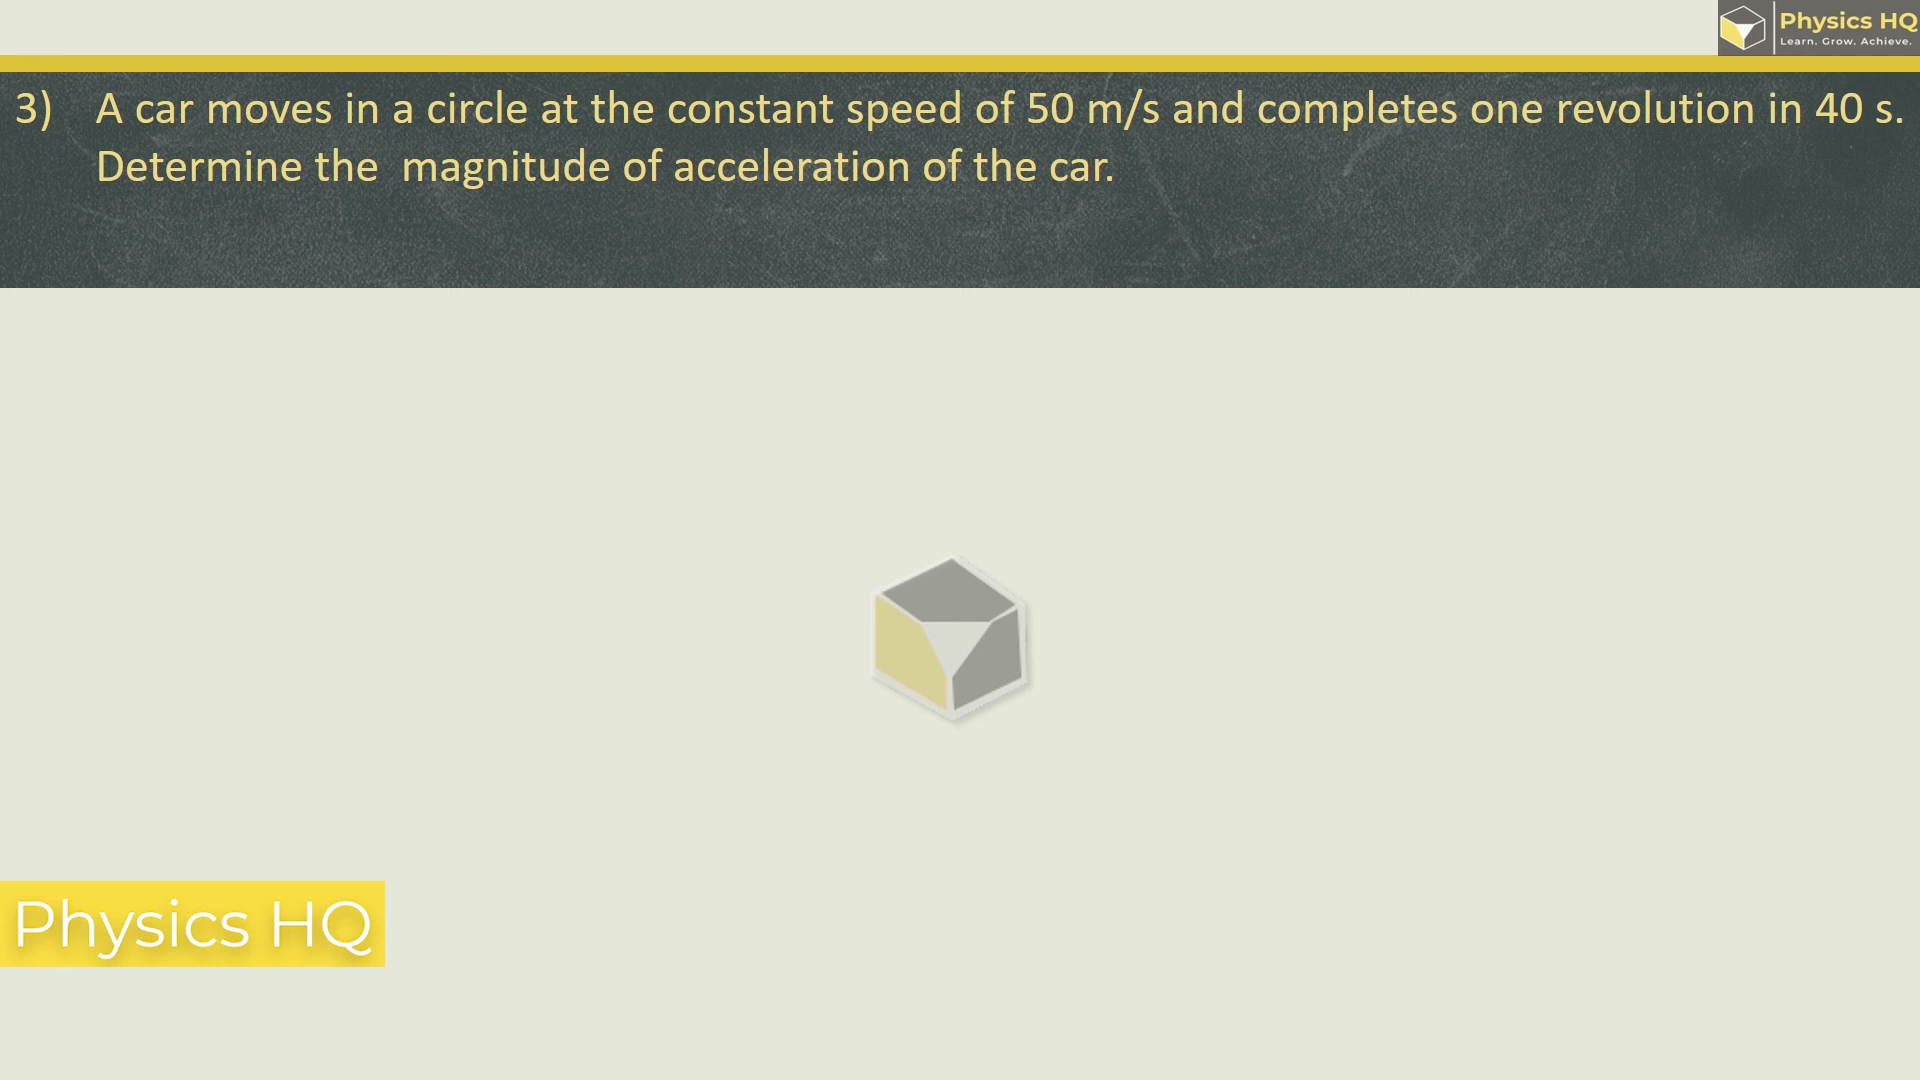 Physics HQ
Learn. Grow. Achieve.
3) A car moves in a circle at the constant speed of 50 m/s and completes one revolution in 40 s.
Determine the  magnitude of acceleration of the car.
Physics HQ